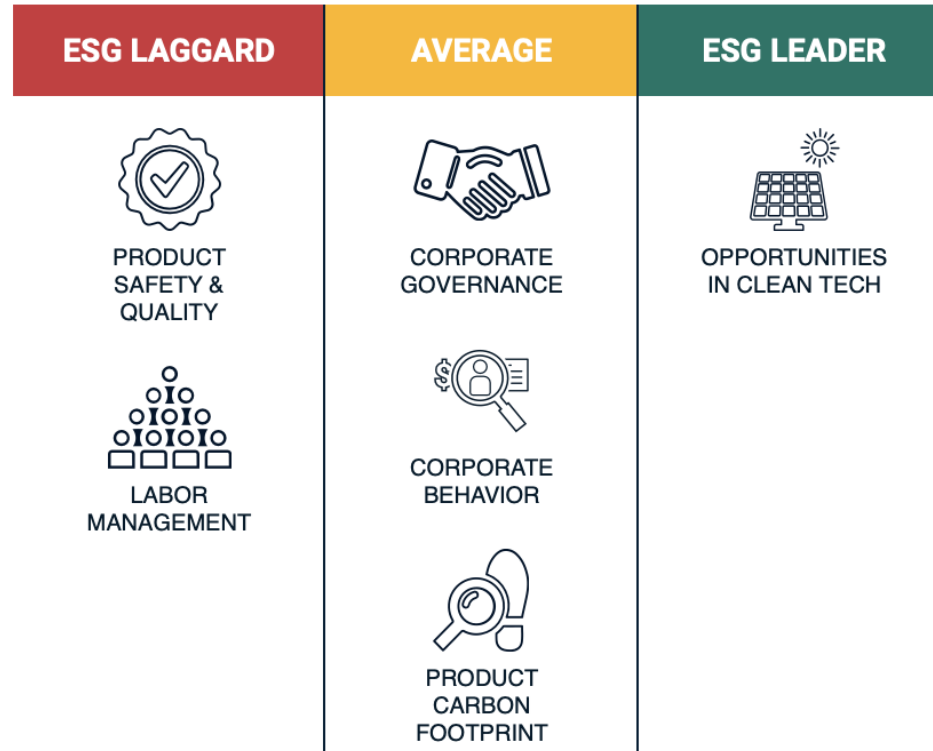 ESG LAGGARD
AVERAGE
ESG LEADER
PRODUCT
SAFETY &
QUALITY
LABOR
MANAGEMENT
CORPORATE
GOVERNANCE
$
CORPORATE
BEHAVIOR
PRODUCT
CARBON
FOOTPRINT
OPPORTUNITIES
IN CLEAN TECH